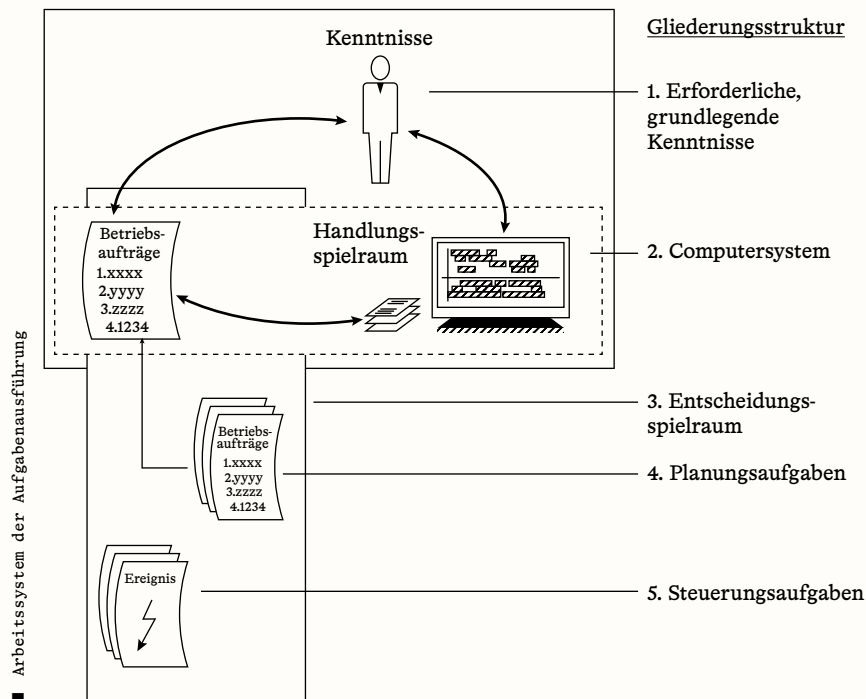 Gliederungsstruktur
Kenntnisse
1. Erforderliche,
grundlegende
Kenntnisse
Handlungs-
spielraum
2. Computersystem
Betriebs-
aufträge
1.xxxx
2.yyyy
3.zzzz
4.1234
3. Entscheidungs-
spielraum
Betriebs-
aufträge
1.xxxx
2.yyyy
3.zzzz
4.1234
4. Planungsaufgaben
Ereignis
5. Steuerungsaufgaben
Arbeitssystem der Aufgabenausführung